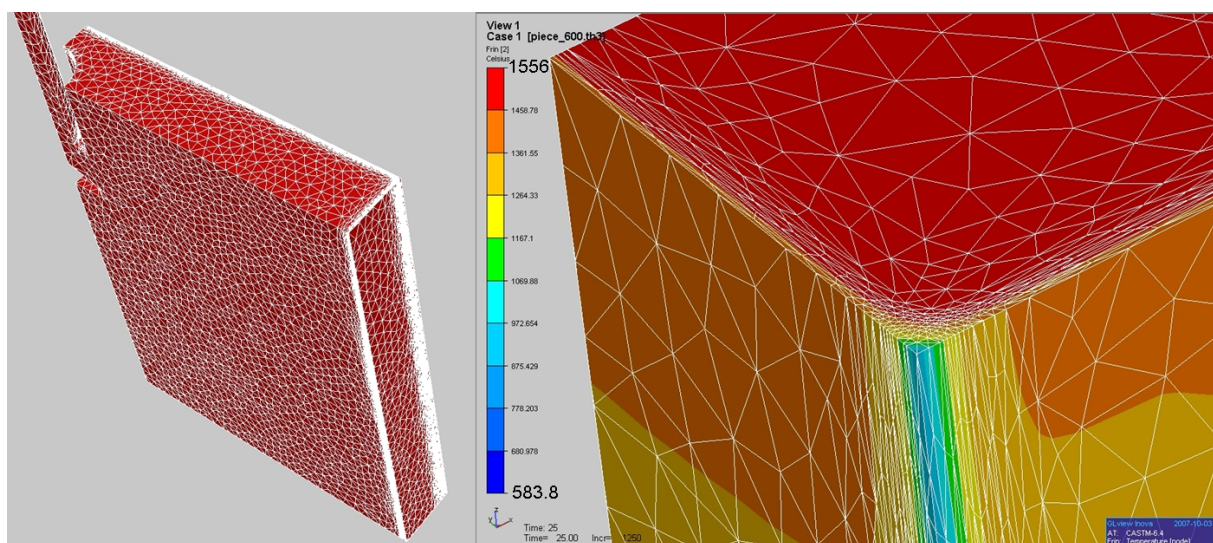 View 1
Case 1 [piece_600.th3]
Frin [2]
Celsius
1556
1458.78
1361.55
1264.33
1167.1
1069.88
972.654
875.429
778.203
680.978
583.8
z
y x
Time: 25
Time= 25.00 Incr= 1250
GLview Inova 2007-10-03
AT: CASTM-6.4
Frin: Temperature [node]